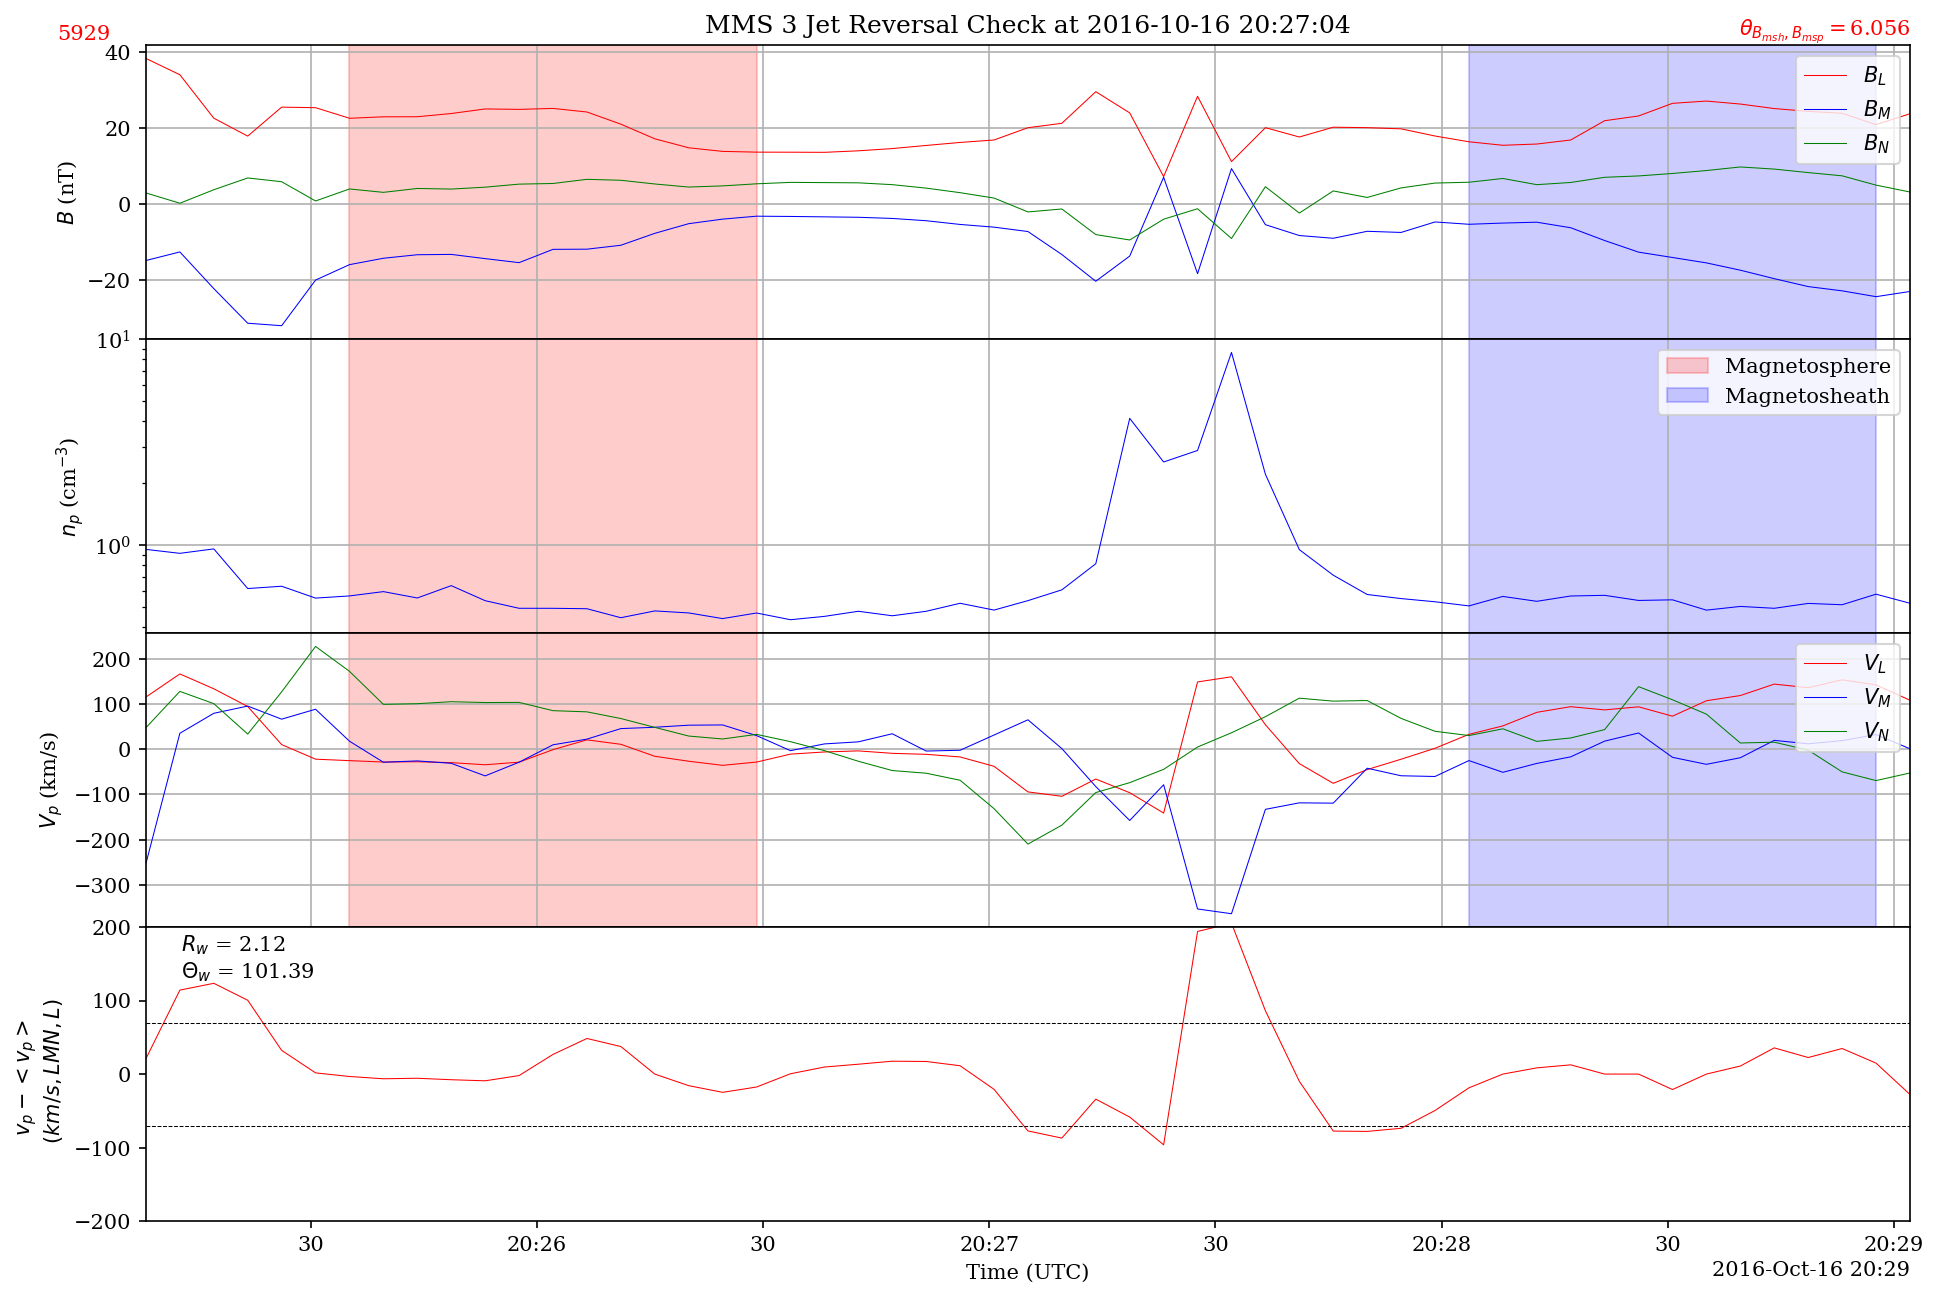 MMS 3 Jet Reversal Check at 2016-10-16 20:27:04
5929
θ_{B_{msh}, B_{msp}} = 6.056
40
20
0
−20
B (nT)
B_L
B_M
B_N
10^1
10^0
n_p (cm^{−3})
Magnetosphere
Magnetosheath
200
100
0
−100
−200
−300
V_p (km/s)
V_L
V_M
V_N
200
100
0
−100
−200
v_p − <v_p>
(km/s, LMN, L)
R_w = 2.12
Θ_w = 101.39
30 20:26 30 20:27 30 20:28 30 20:29
Time (UTC)
2016-Oct-16 20:29